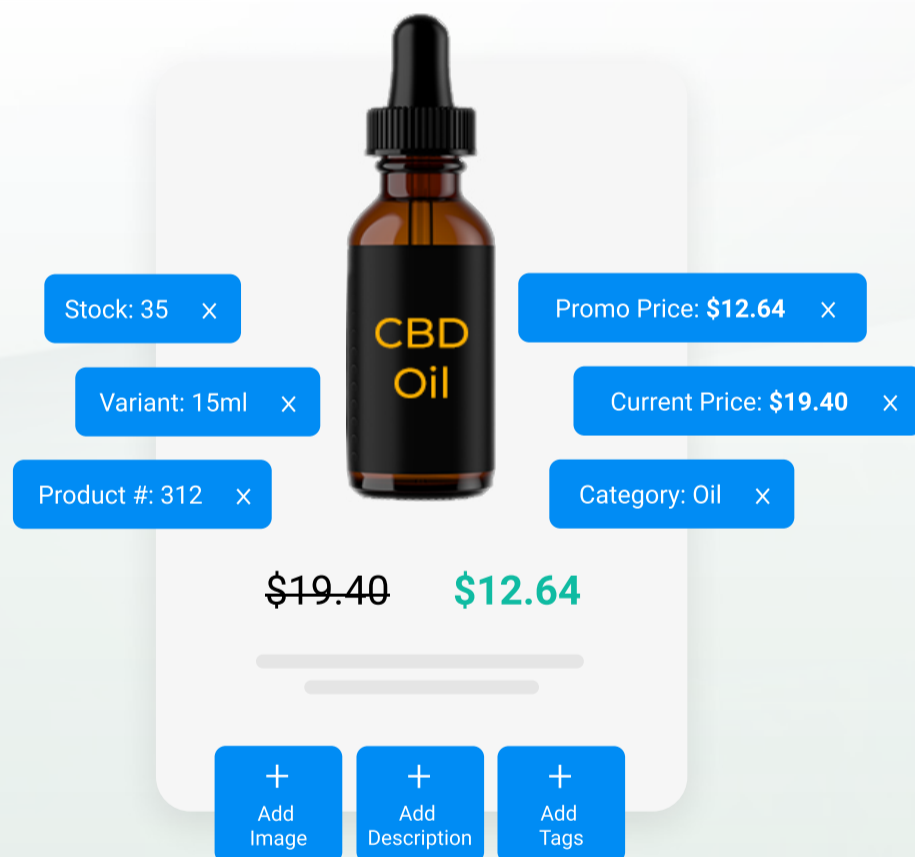 CBD
Oil
Stock: 35 x
Promo Price: $12.64 x
Variant: 15ml x
Current Price: $19.40 x
Product #: 312 x
Category: Oil x
$19.40 $12.64
+ + +
Add Add Add
Image Description Tags